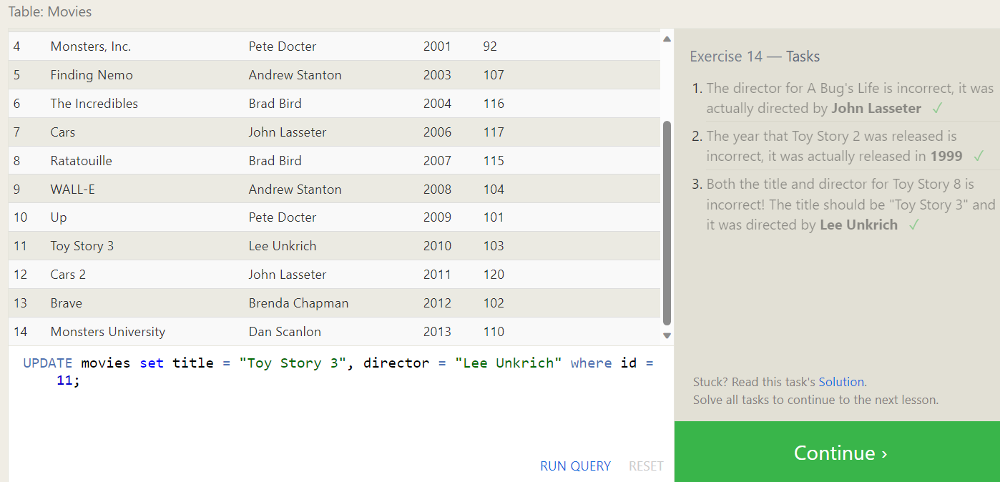 Table: Movies
4 Monsters, Inc. Pete Docter 2001 92
5 Finding Nemo Andrew Stanton 2003 107
6 The Incredibles Brad Bird 2004 116
7 Cars John Lasseter 2006 117
8 Ratatouille Brad Bird 2007 115
9 WALL-E Andrew Stanton 2008 104
10 Up Pete Docter 2009 101
11 Toy Story 3 Lee Unkrich 2010 103
12 Cars 2 John Lasseter 2011 120
13 Brave Brenda Chapman 2012 102
14 Monsters University Dan Scanlon 2013 110
UPDATE movies set title = "Toy Story 3", director = "Lee Unkrich" where id =
11;
RUN QUERY RESET
Exercise 14 — Tasks
1. The director for A Bug's Life is incorrect, it was
actually directed by John Lasseter ✓
2. The year that Toy Story 2 was released is
incorrect, it was actually released in 1999 ✓
3. Both the title and director for Toy Story 8 is
incorrect! The title should be "Toy Story 3" and
it was directed by Lee Unkrich ✓
Stuck? Read this task's Solution.
Solve all tasks to continue to the next lesson.
Continue ›